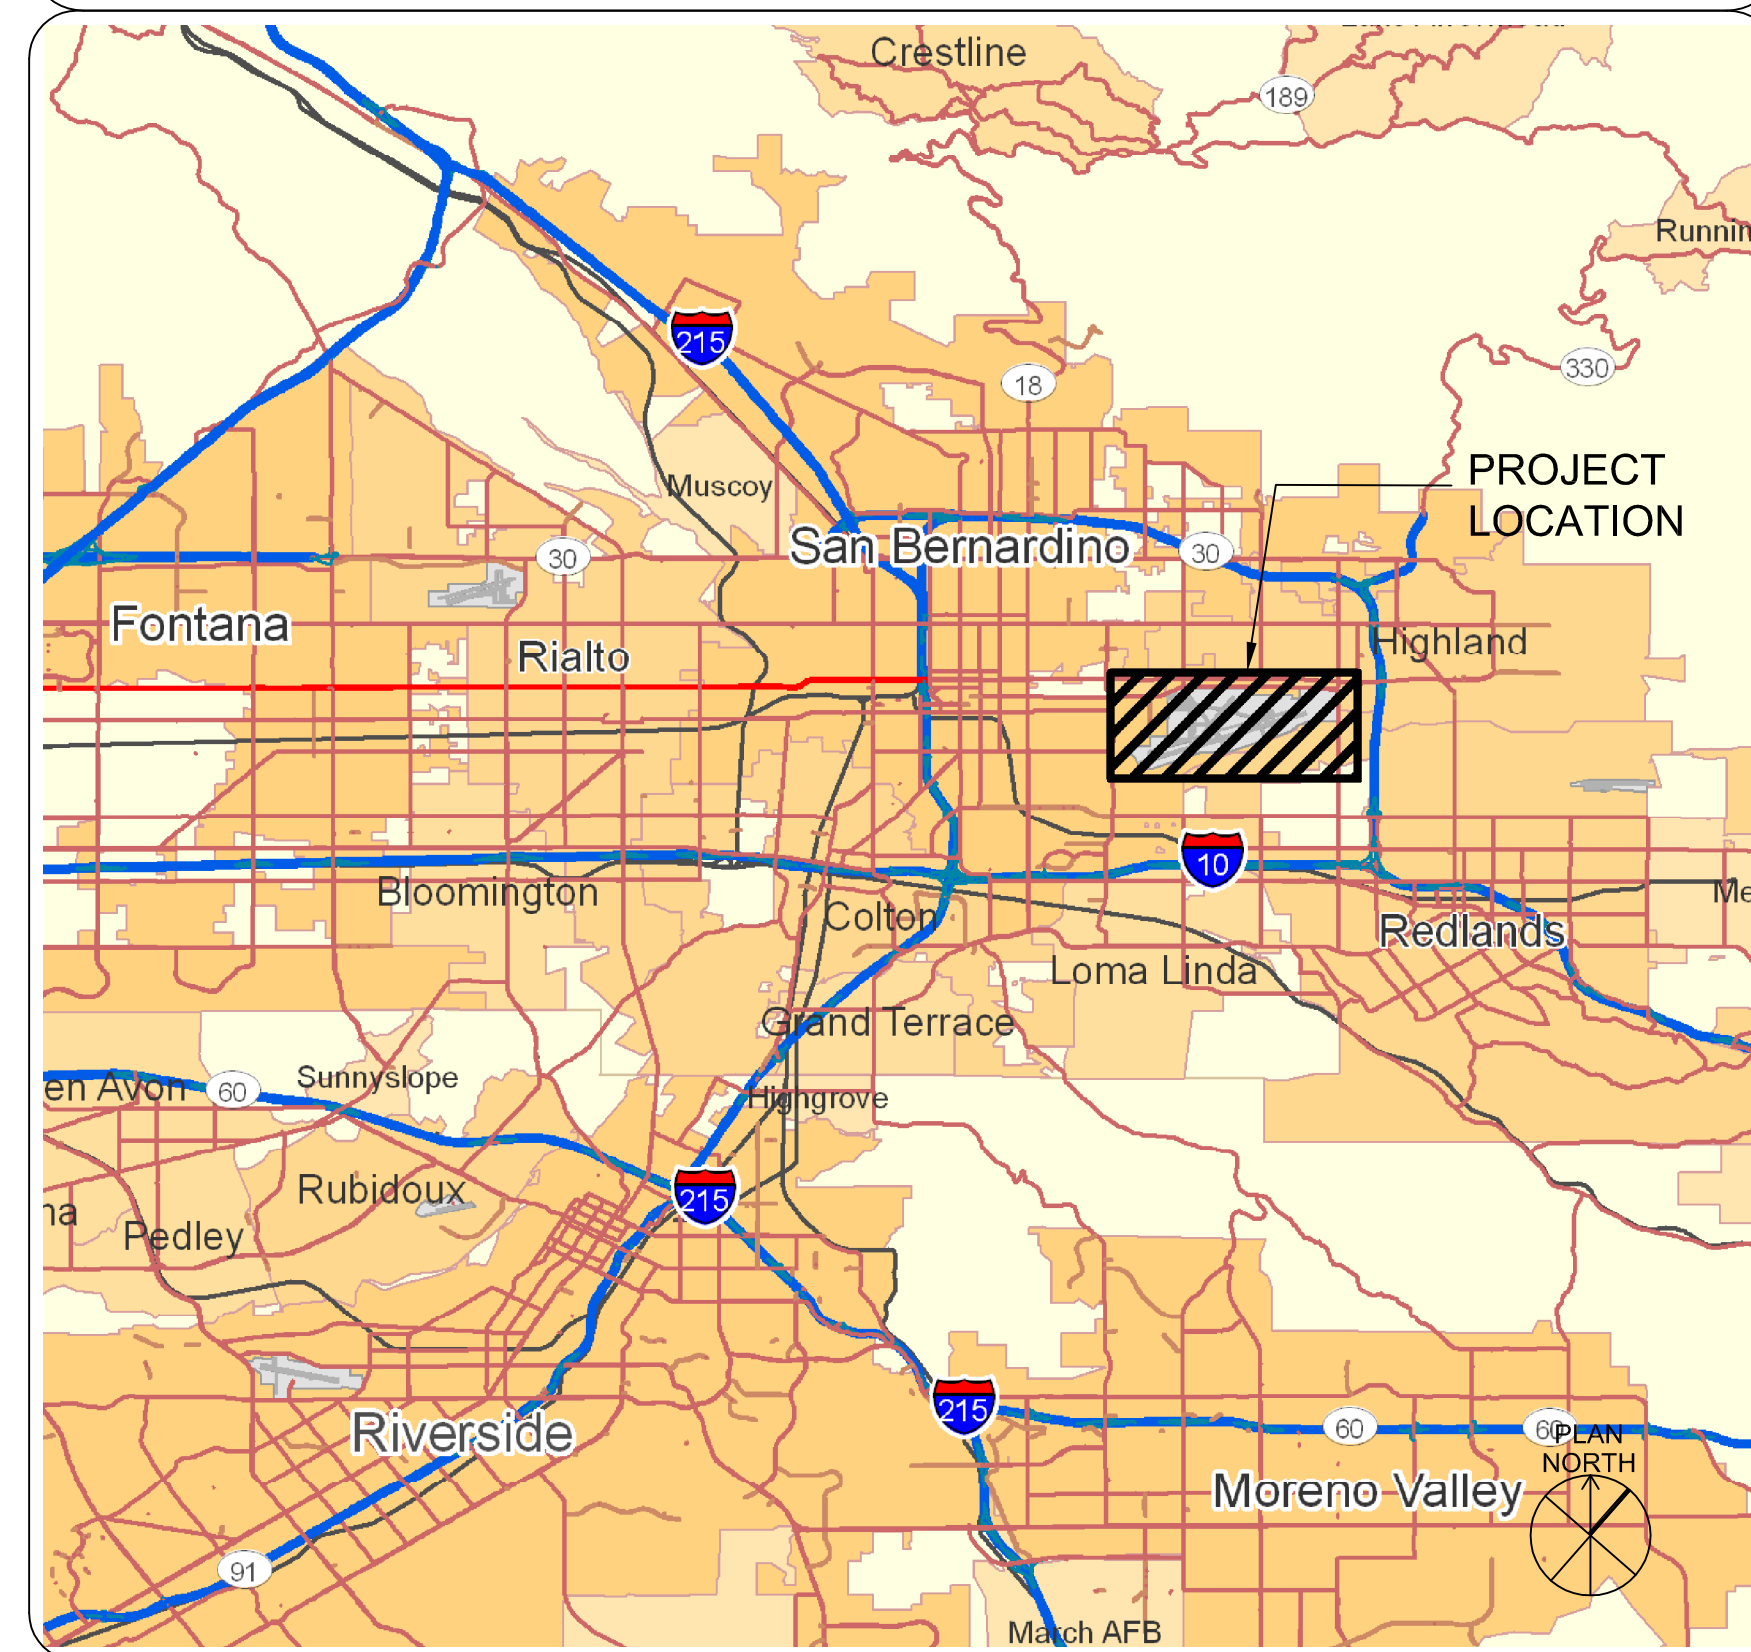 Crestline
189
Runnin
215
18
330
PROJECT
LOCATION
Muscoy
San Bernardino
30
30
Fontana
Rialto
Highland
10
Bloomington
Colton
Redlands
Me
Loma Linda
Grand Terrace
en Avon
60
Sunnyslope
Highgrove
Rubidoux
215
na
Pedley
215
Riverside
60
60
PLAN
NORTH
Moreno Valley
91
March AFB